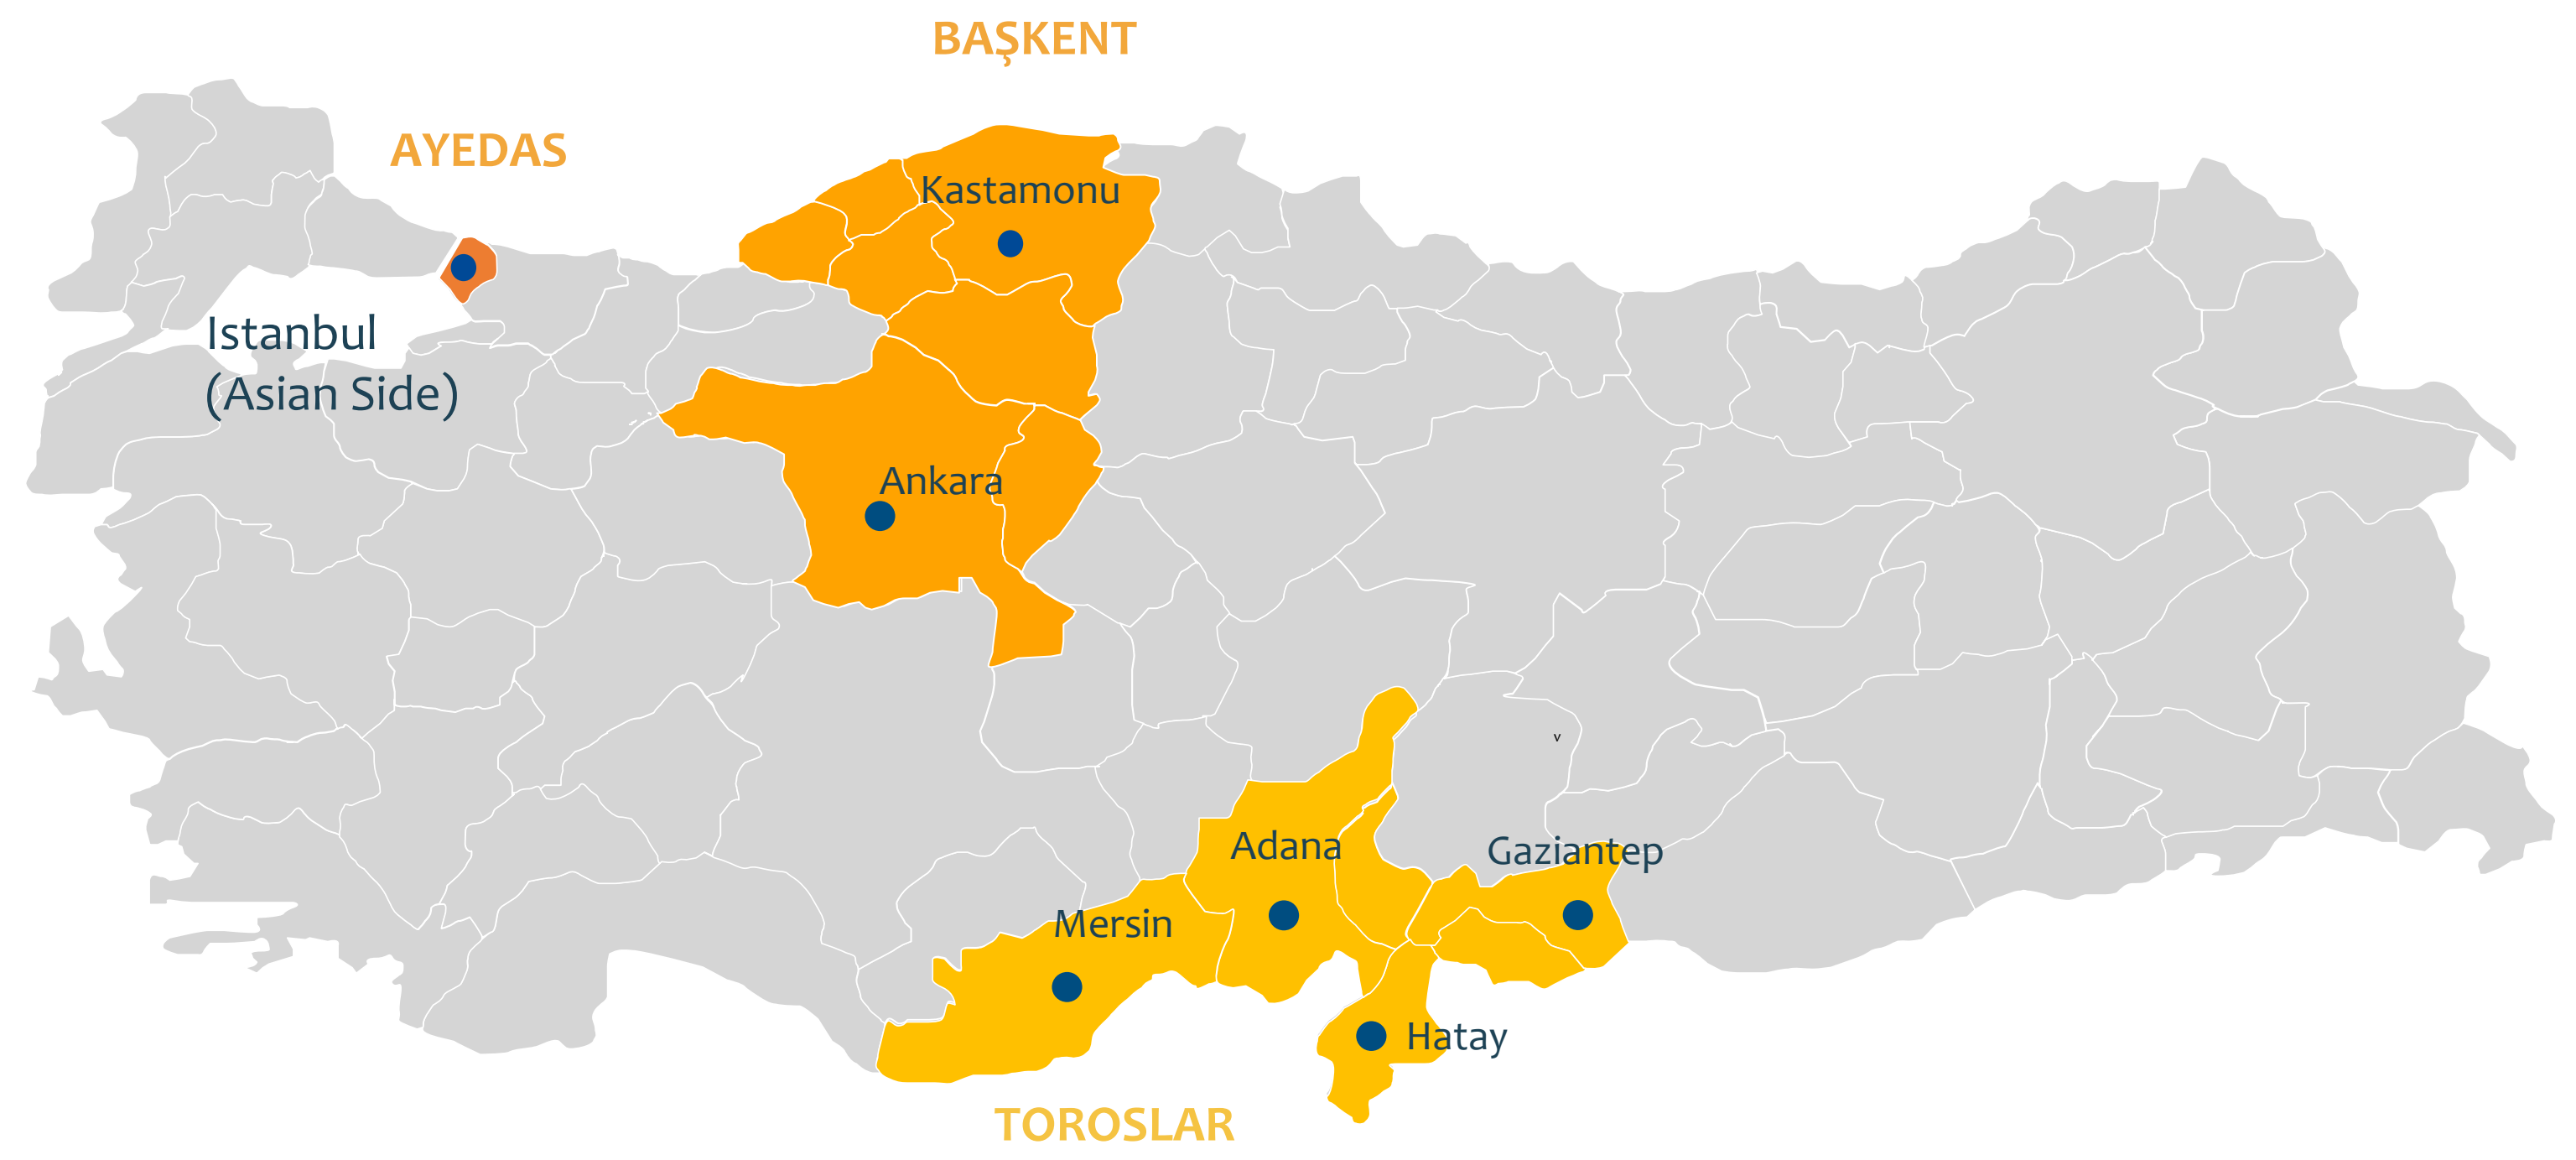 BAŞKENT
AYEDAS
Kastamonu
Istanbul
(Asian Side)
Ankara
v
Adana
Gaziantep
Mersin
Hatay
TOROSLAR